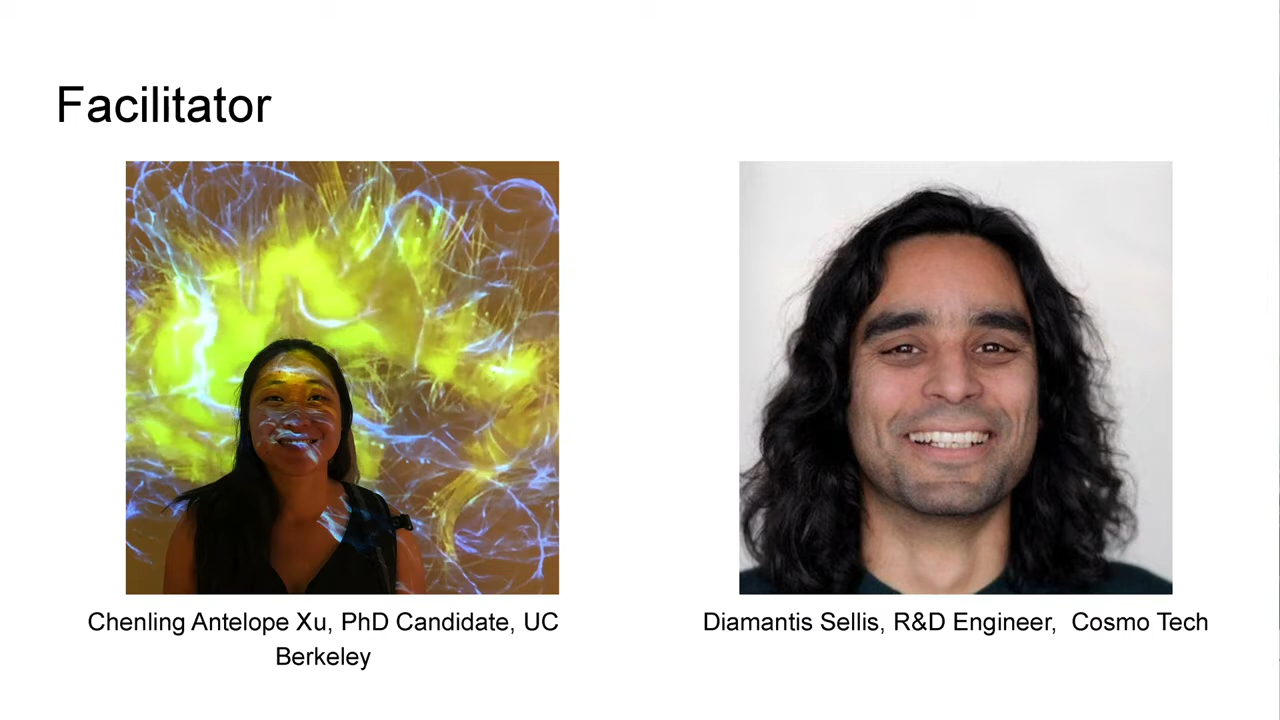 Facilitator
Chenling Antelope Xu, PhD Candidate, UC
Berkeley
Diamantis Sellis, R&D Engineer,  Cosmo Tech